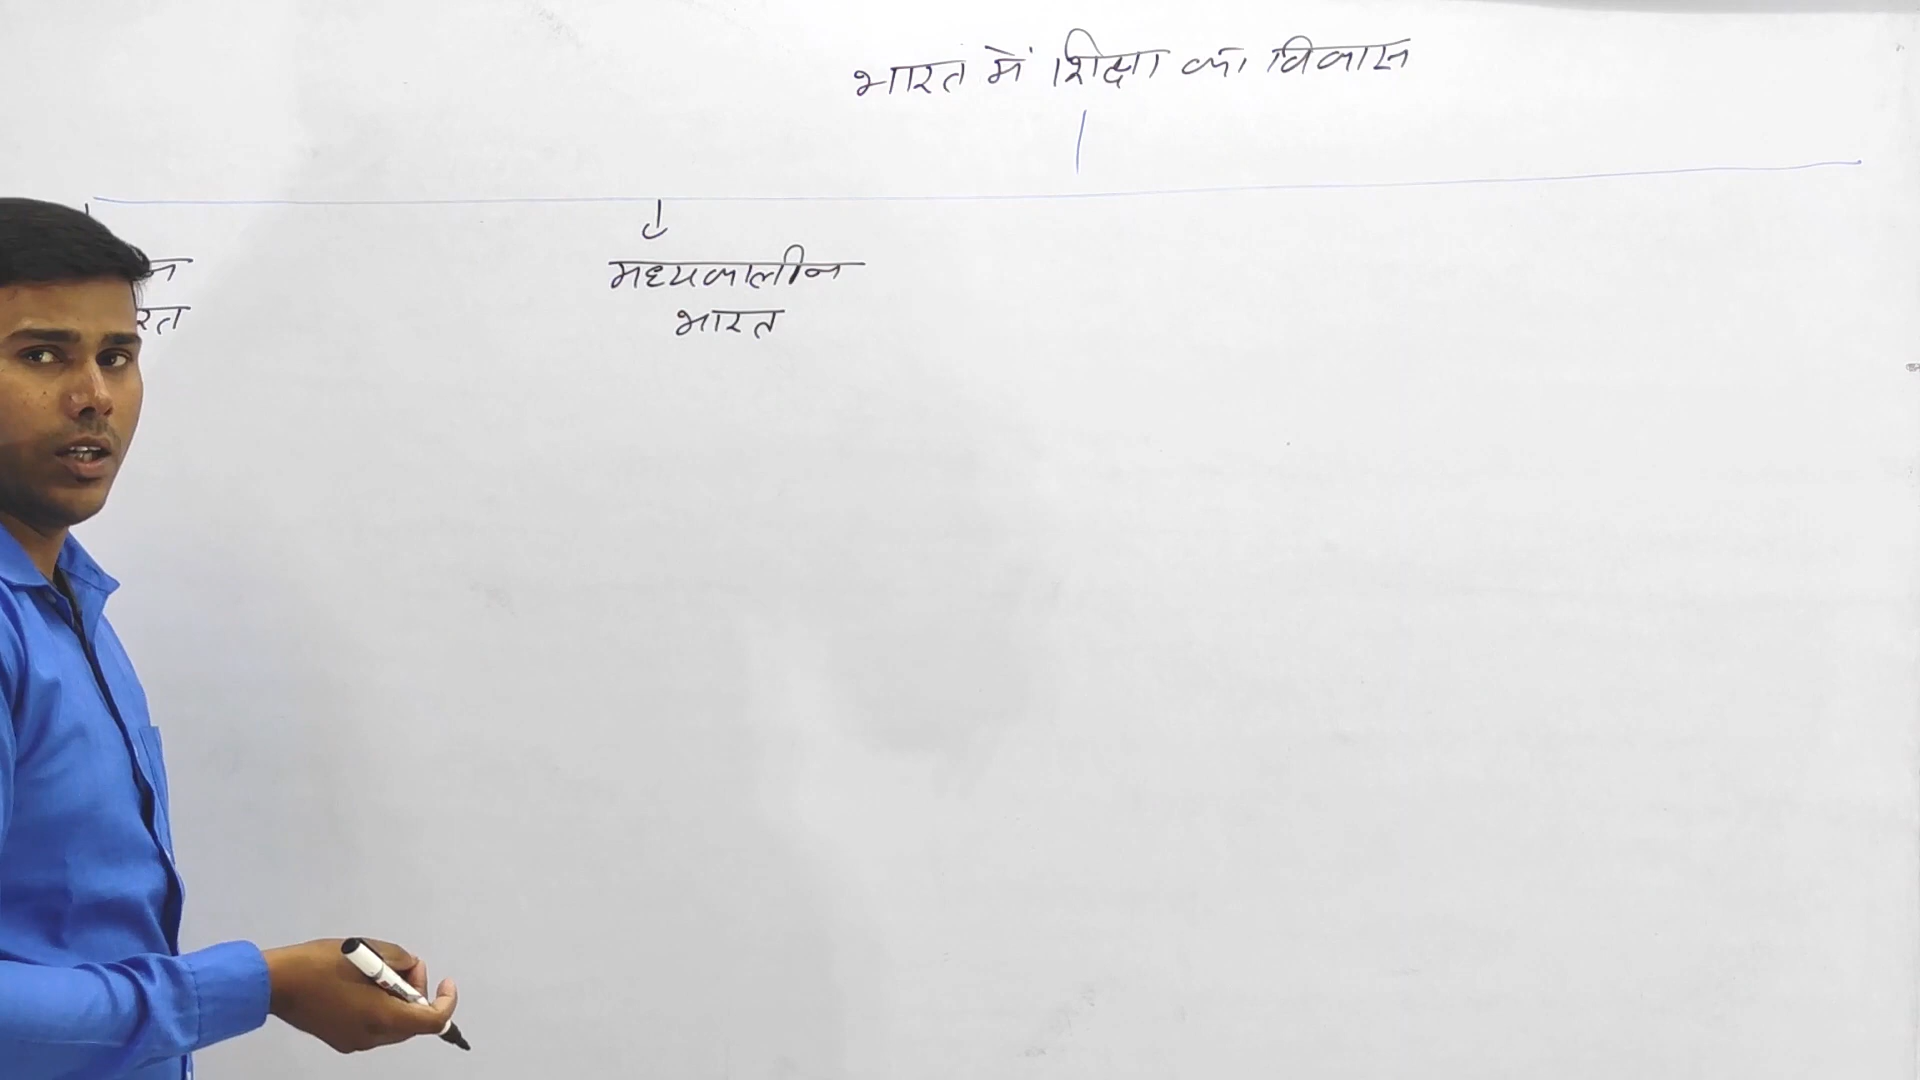 भारत में शिक्षा का विकास
मध्यकालीन
भारत